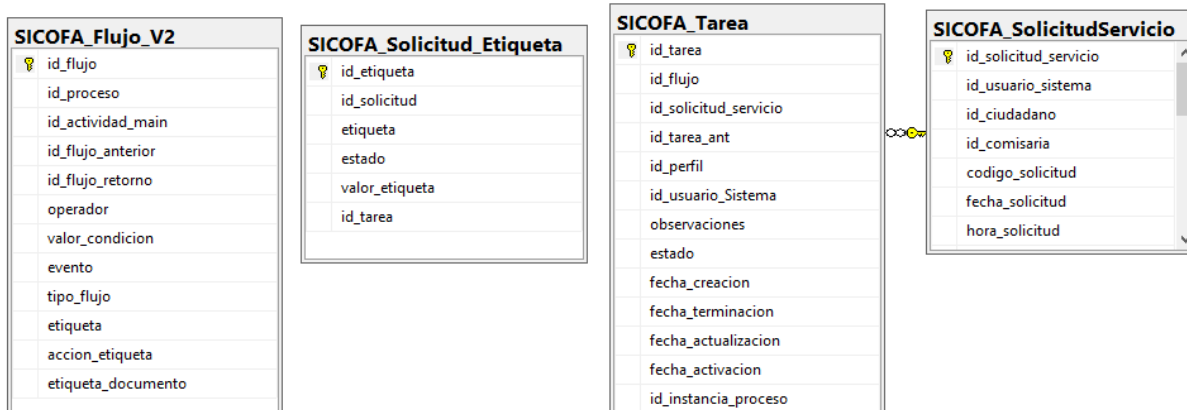 SICOFA_Flujo_V2
id_flujo
id_proceso
id_actividad_main
id_flujo_anterior
id_flujo_retorno
operador
valor_condicion
evento
tipo_flujo
etiqueta
accion_etiqueta
etiqueta_documento
SICOFA_Solicitud_Etiqueta
id_etiqueta
id_solicitud
etiqueta
estado
valor_etiqueta
id_tarea
SICOFA_Tarea
id_tarea
id_flujo
id_solicitud_servicio
id_tarea_ant
id_perfil
id_usuario_Sistema
observaciones
estado
fecha_creacion
fecha_terminacion
fecha_actualizacion
fecha_activacion
id_instancia_proceso
SICOFA_SolicitudServicio
id_solicitud_servicio
id_usuario_sistema
id_ciudadano
id_comisaria
codigo_solicitud
fecha_solicitud
hora_solicitud